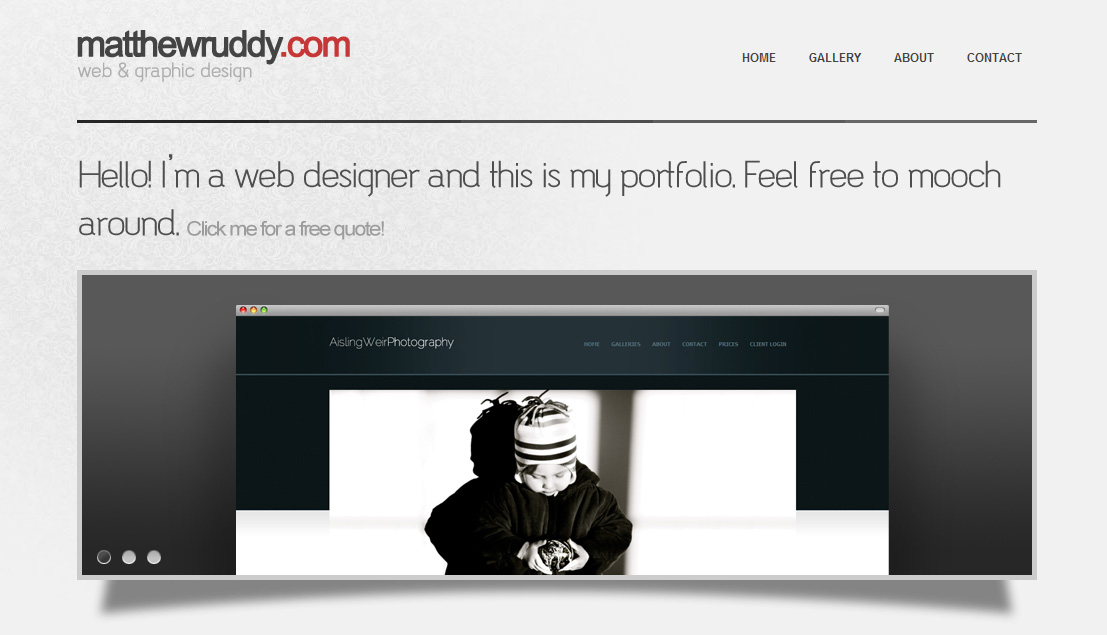 matthewruddy.com
web & graphic design
HOME GALLERY ABOUT CONTACT
Hello! I'm a web designer and this is my portfolio. Feel free to mooch
around. Click me for a free quote!
AislingWeirPhotography
HOME GALLERIES ABOUT CONTACT PRICES CLIENT LOGIN